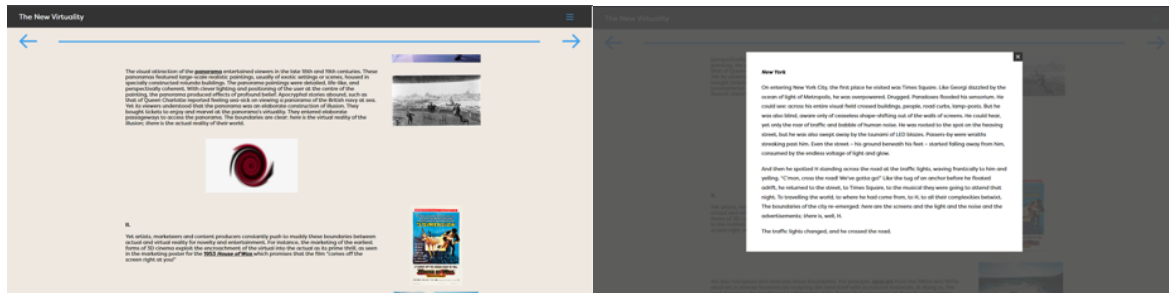 The New Virtuality
The visual attraction of the panorama entertained viewers in the late 18th and 19th centuries. These
panoramas featured large-scale realistic paintings, usually of exotic settings or scenes, housed in
specially constructed rotunda buildings. The panorama paintings were detailed, life-like, and
perspectivally coherent. With clever lighting and positioning of the user at the centre of the
painting, the panorama produced effects of profound belief. Apocryphal stories abound, such as
that of Queen Charlotte reported feeling sea-sick on viewing a panorama of the British navy at sea.
Yet its viewers understood that the panorama was an elaborate construction of illusion. They
bought tickets to enjoy and marvel at the panorama's virtuality. They entered elaborate
passageways to access the panorama. The boundaries are clear: here is the virtual reality of the
illusion; there is the actual reality of their world.
II.
Yet artists, marketeers and content producers constantly push to muddy these boundaries between
actual and virtual reality for novelty and entertainment. For instance, the marketing of the earliest
forms of 3D cinema exploit the encroachment of the virtual into the actual as its prime thrill, as seen
in the marketing poster for the 1953 House of Wax which promises that the film "comes off the
screen right at you!"
3 DIMENSION
HOUSE OF WAX
The New Virtuality
New York
On entering New York City, the first place he visited was Times Square. Like Georgi dazzled by the
ocean of light of Metropolis, he was overpowered. Drugged. Paradoxes flooded his sensorium. He
could see: across his entire visual field crossed buildings, people, road curbs, lamp-posts. But he
was also blind, aware only of ceaseless shape-shifting out of the walls of screens. He could hear,
yet only the roar of traffic and babble of human noise. He was rooted to the spot on the heaving
street, but he was also swept away by the tsunami of LED blazes. Passers-by were wraiths
streaking past him. Even the street – his ground beneath his feet – started falling away from him,
consumed by the endless voltage of light and glow.
And then he spotted H standing across the road at the traffic lights, waving frantically to him and
yelling. "C'mon, cross the road! We've gotta go!" Like the tug of an anchor before he floated
adrift, he returned to the street, to Times Square, to the musical they were going to attend that
night. To travelling the world, to where he had come from, to H, to all their complexities betwixt.
The boundaries of the city re-emerged: here are the screens and the light and the noise and the
advertisements; there is, well, H.
The traffic lights changed, and he crossed the road.
II.